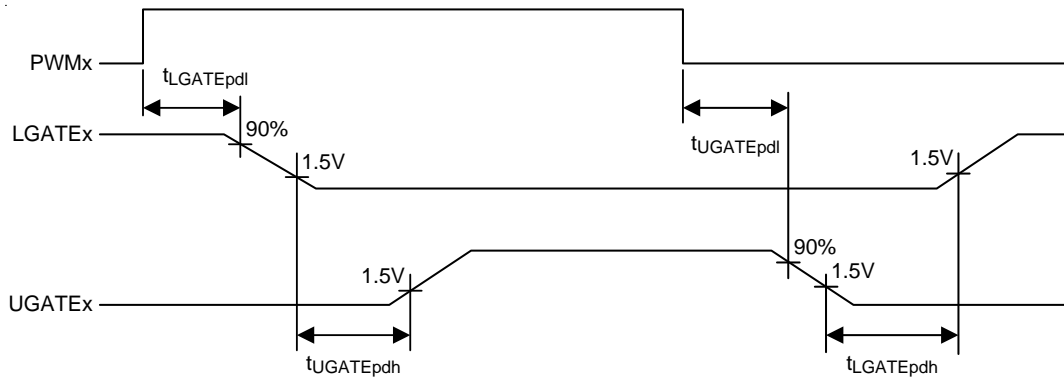 PWMx
tLGATEpdl
LGATEx
90%
1.5V
tUGATEpdl
1.5V
UGATEx
1.5V
90%
1.5V
tUGATEpdh
tLGATEpdh